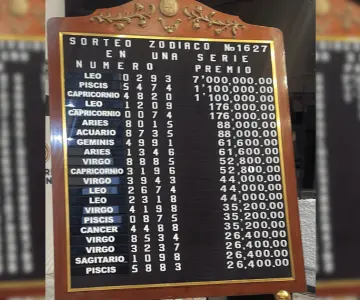 SORTEO ZODIACO No1627
EN UNA SERIE
NUMERO PREMIO
LEO 0293 7'000,000.00
PISCIS 5474 1'100,000.00
CAPRICORNIO 4820 1'100,000.00
LEO 1209 176,000.00
CAPRICORNIO 0074 176,000.00
ARIES 8015 88,000.00
ACUARIO 8735 88,000.00
GEMINIS 4991 61,600.00
ARIES 1346 61,600.00
VIRGO 8885 52,800.00
CAPRICORNIO 3196 52,800.00
VIRGO 9943 44,000.00
LEO 2674 44,000.00
LEO 2318 44,000.00
VIRGO 4198 35,200.00
PISCIS 0875 35,200.00
CANCER 4488 35,200.00
VIRGO 8534 26,400.00
VIRGO 3237 26,400.00
SAGITARIO 1098 26,400.00
PISCIS 5883 26,400.00